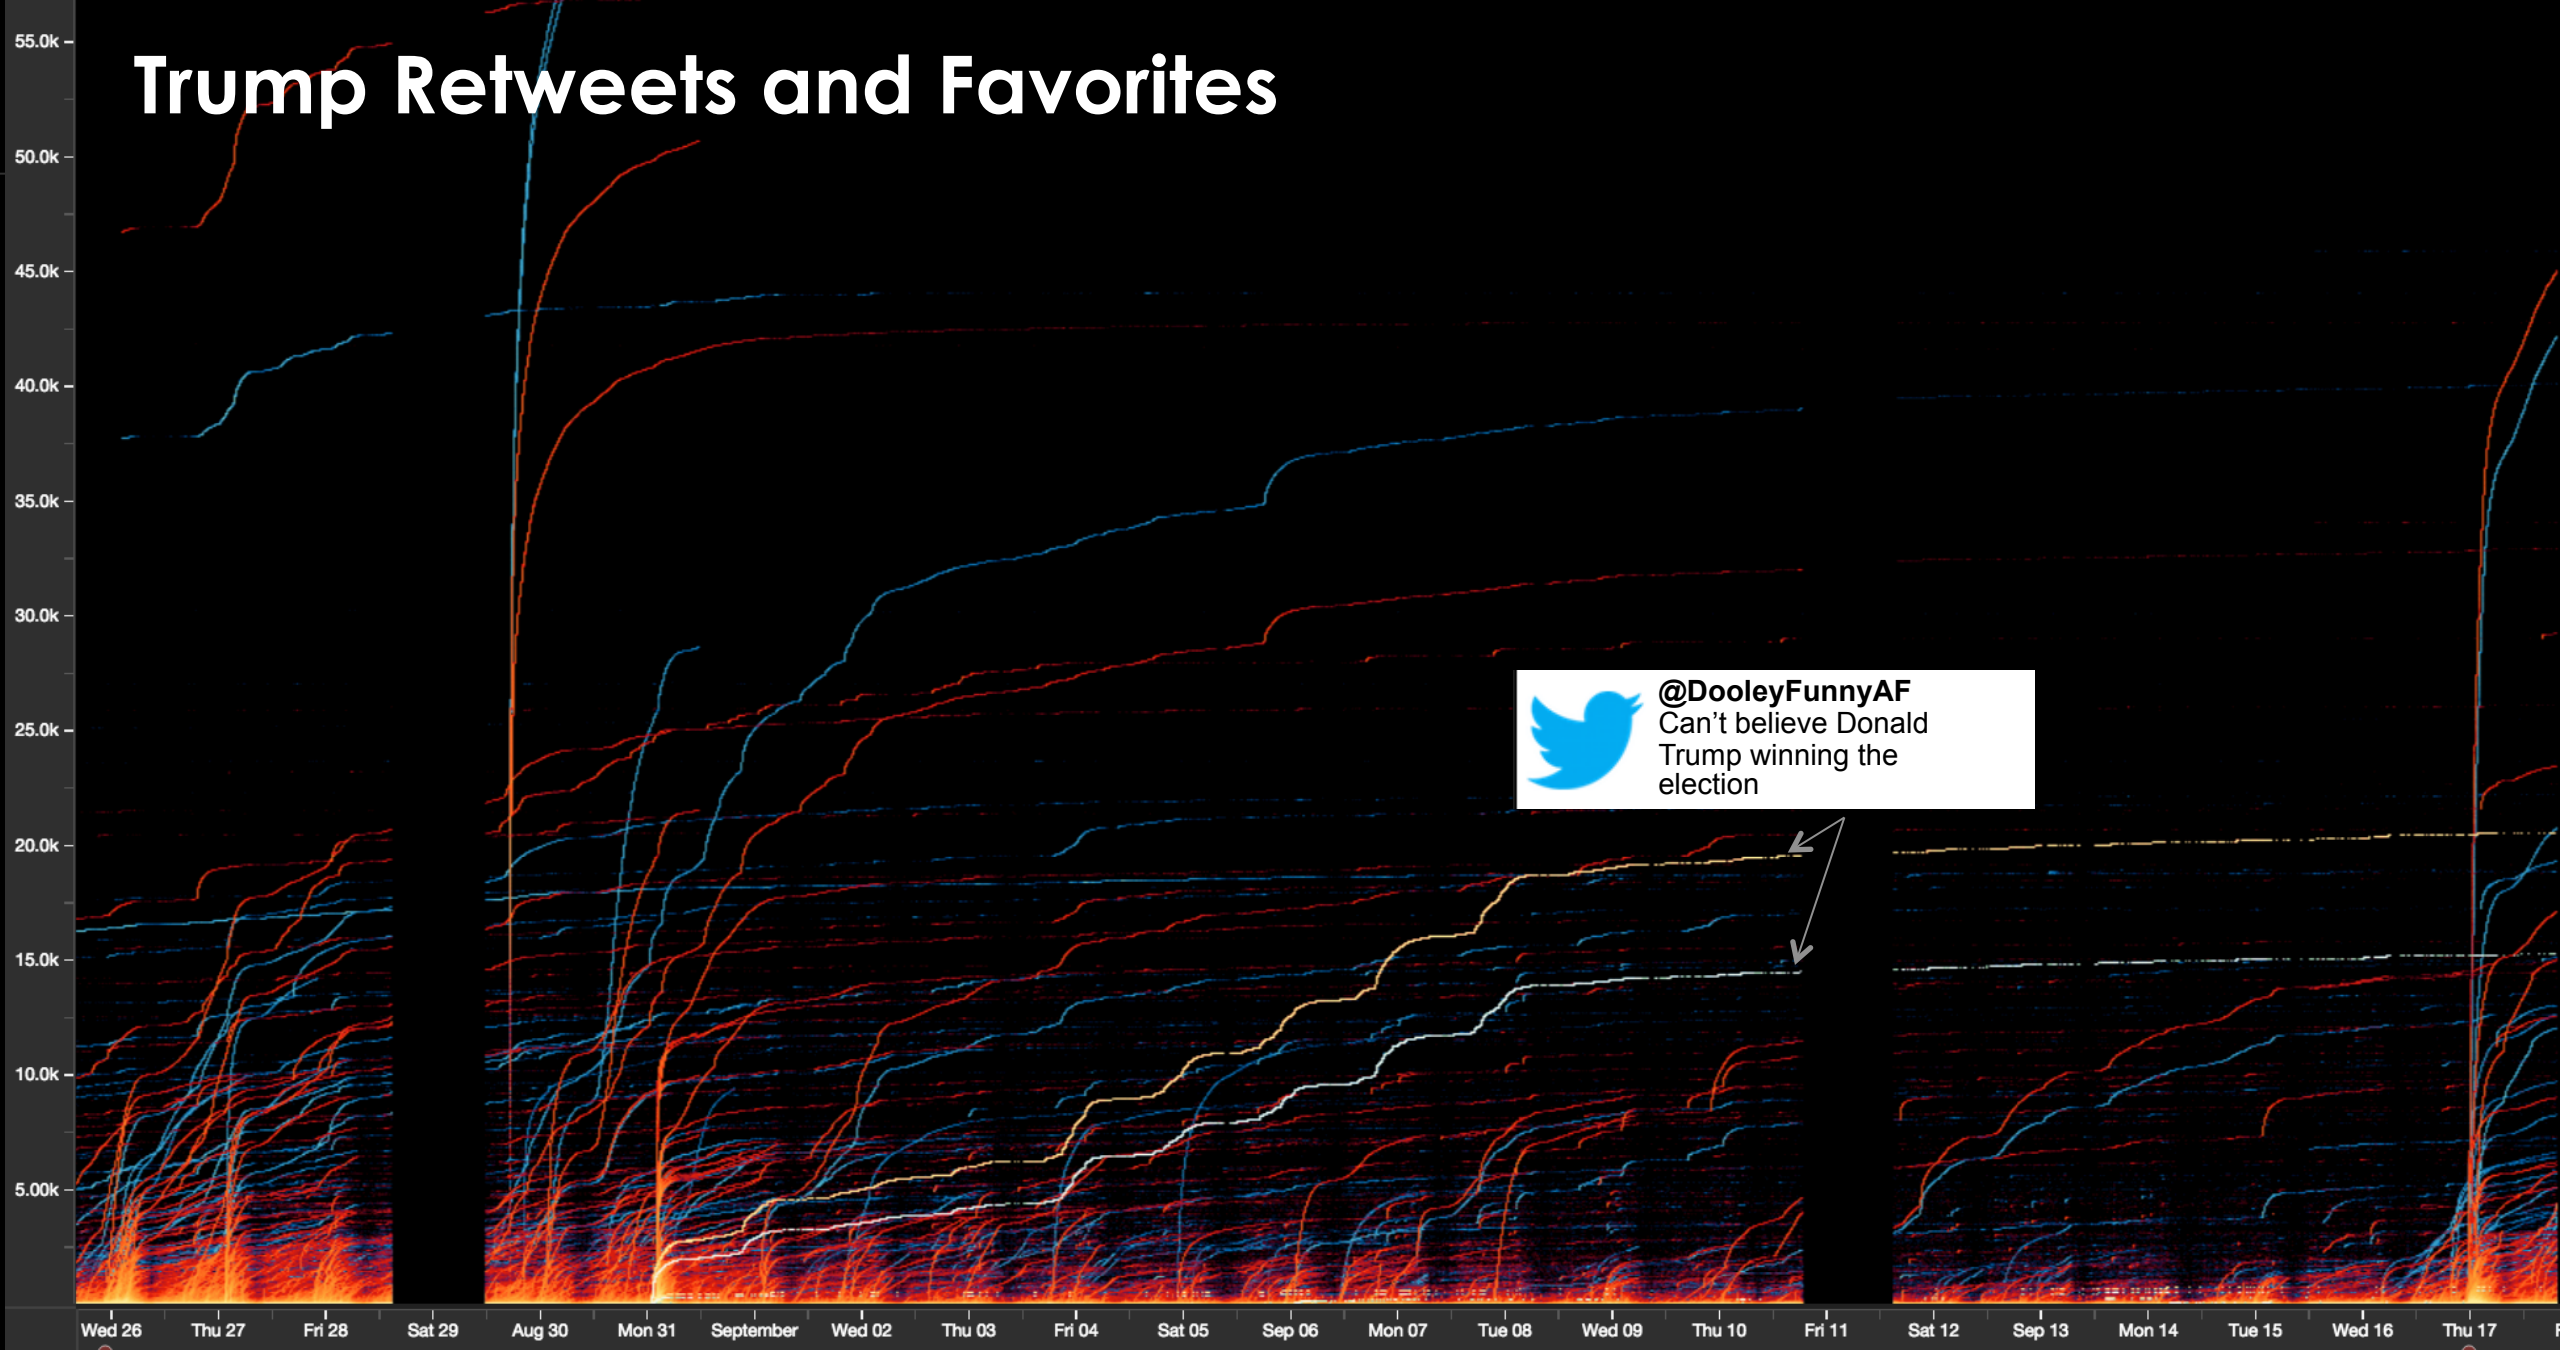 Trump Retweets and Favorites
55.0k
50.0k
45.0k
40.0k
35.0k
30.0k
25.0k
20.0k
15.0k
10.0k
5.00k
@DooleyFunnyAF
Can’t believe Donald
Trump winning the
election
Wed 26 Thu 27 Fri 28 Sat 29 Aug 30 Mon 31 September Wed 02 Thu 03 Fri 04 Sat 05 Sep 06 Mon 07 Tue 08 Wed 09 Thu 10 Fri 11 Sat 12 Sep 13 Mon 14 Tue 15 Wed 16 Thu 17